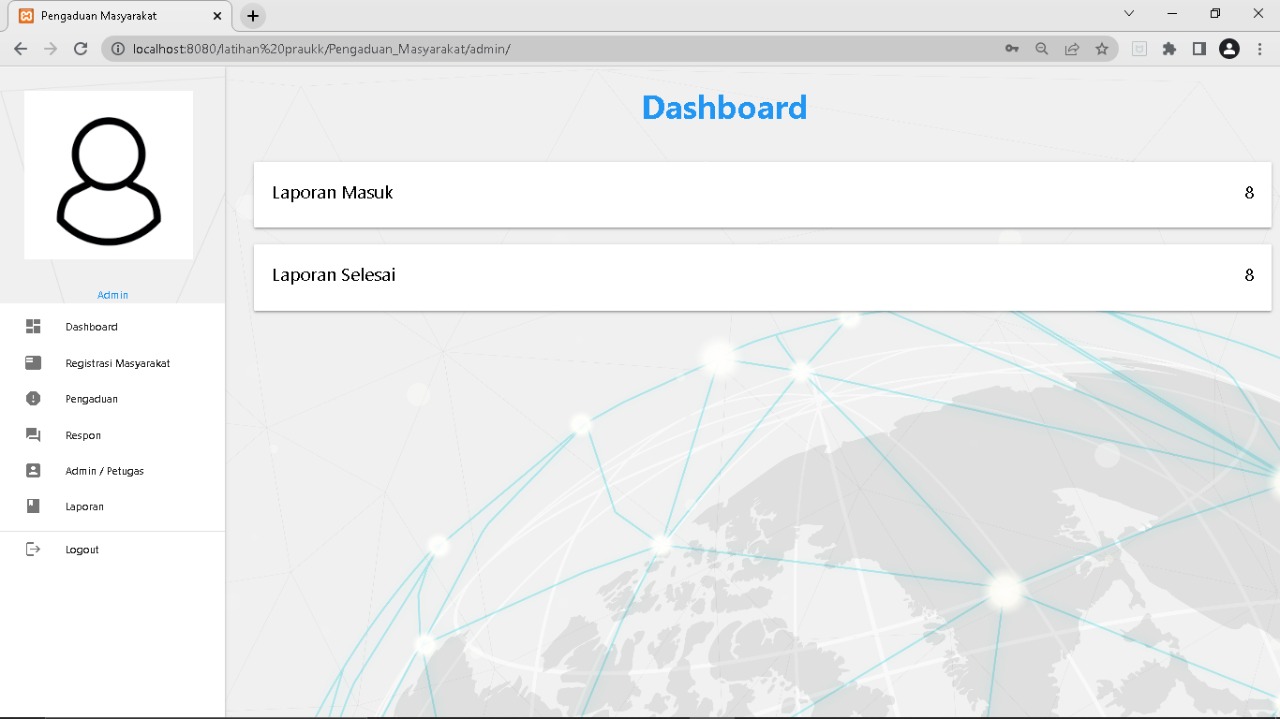 Pengaduan Masyarakat
localhost:8080/latihan%20praukk/Pengaduan_Masyarakat/admin/
Admin
Dashboard
Registrasi Masyarakat
Pengaduan
Respon
Admin / Petugas
Laporan
Logout
Dashboard
Laporan Masuk 8
Laporan Selesai 8